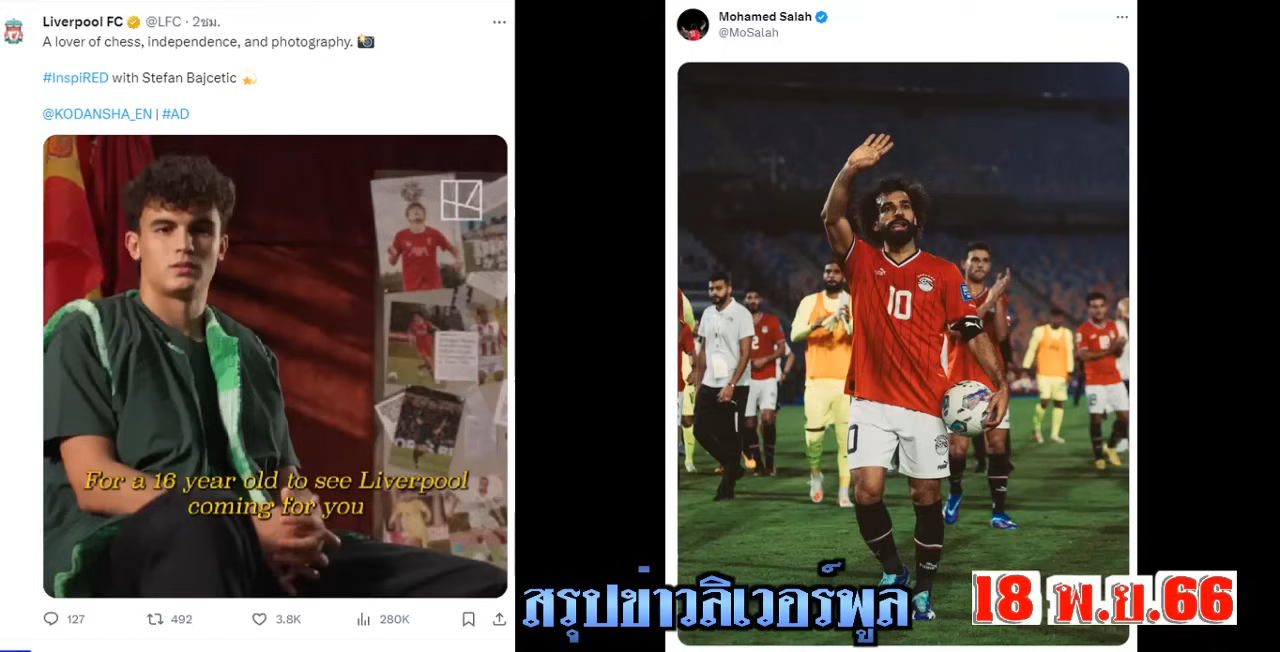 Liverpool FC @LFC · 2ชม.
A lover of chess, independence, and photography.
#InspiRED with Stefan Bajcetic
@KODANSHA_EN | #AD
For a 16 year old to see Liverpool
coming for you
127 492 3.8K 280K
Mohamed Salah
@MoSalah
10
สรุปข่าวลิเวอร์พูล
18 พ.ย.66